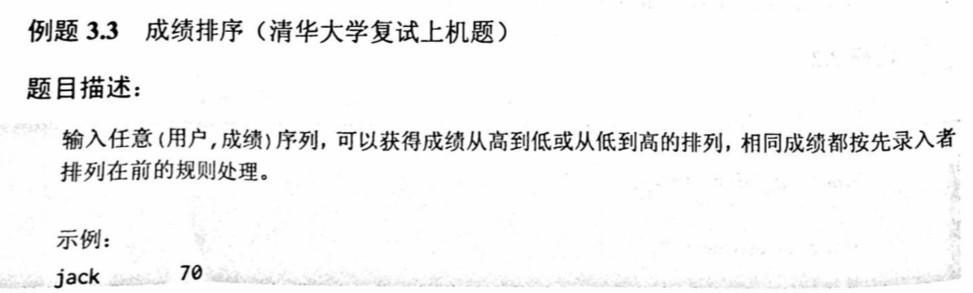 例题 3.3 成绩排序（清华大学复试上机题）
题目描述：
输入任意(用户,成绩)序列，可以获得成绩从高到低或从低到高的排列，相同成绩都按先录入者
排列在前的规则处理。
示例：
jack 70